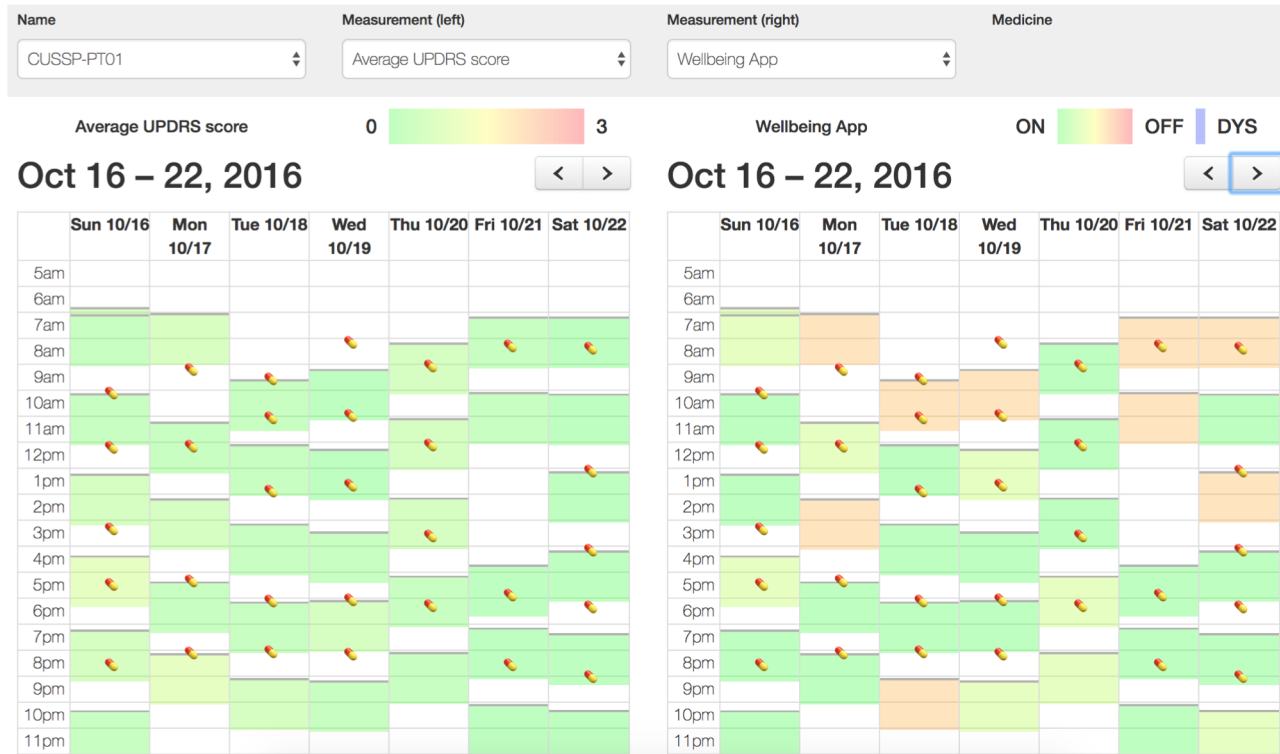 Name Measurement (left) Measurement (right) Medicine
CUSSP-PT01 Average UPDRS score Wellbeing App
Average UPDRS score 0 3 Wellbeing App ON OFF DYS
Oct 16 – 22, 2016 < > Oct 16 – 22, 2016 < >
Sun 10/16 Mon 10/17 Tue 10/18 Wed 10/19 Thu 10/20 Fri 10/21 Sat 10/22 Sun 10/16 Mon 10/17 Tue 10/18 Wed 10/19 Thu 10/20 Fri 10/21 Sat 10/22
5am 5am
6am 6am
7am 7am
8am 8am
9am 9am
10am 10am
11am 11am
12pm 12pm
1pm 1pm
2pm 2pm
3pm 3pm
4pm 4pm
5pm 5pm
6pm 6pm
7pm 7pm
8pm 8pm
9pm 9pm
10pm 10pm
11pm 11pm